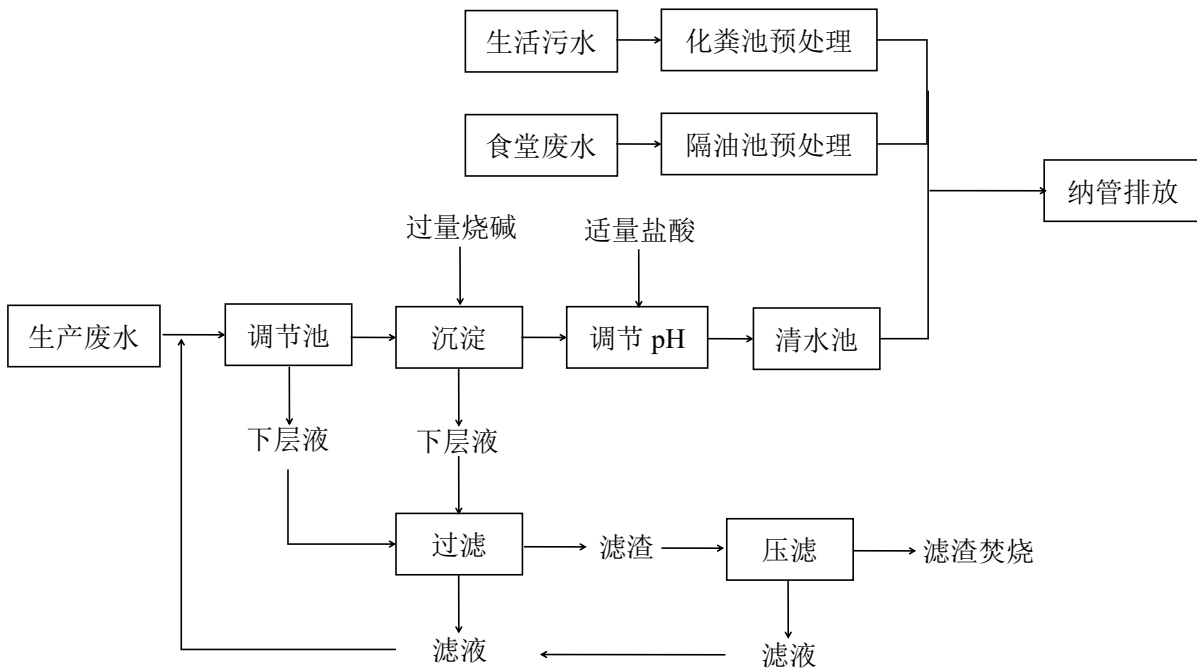 生活污水
化粪池预处理
食堂废水
隔油池预处理
纳管排放
过量烧碱
适量盐酸
生产废水
调节池
沉淀
调节 pH
清水池
下层液
下层液
过滤
滤渣
压滤
滤渣焚烧
滤液
滤液